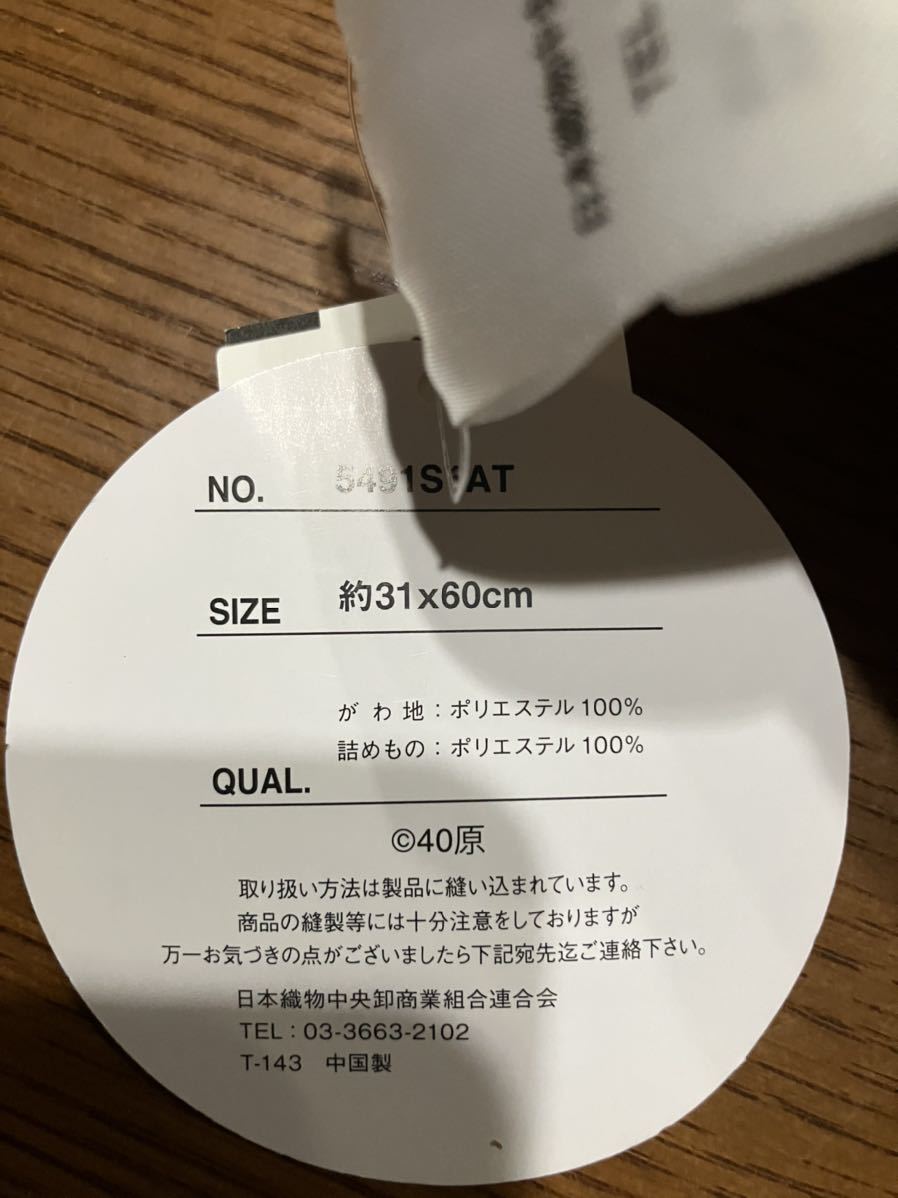 NO.
SIZE 約31x60cm
がわ地：ポリエステル 100%
詰めもの：ポリエステル 100%
QUAL.
©40原
取り扱い方法は製品に縫い込まれています。
商品の縫製等には十分注意をしておりますが
万一お気づきの点がございましたら下記宛先迄ご連絡下さい。
日本織物中央卸商業組合連合会
TEL：03-3663-2102
T-143　中国製